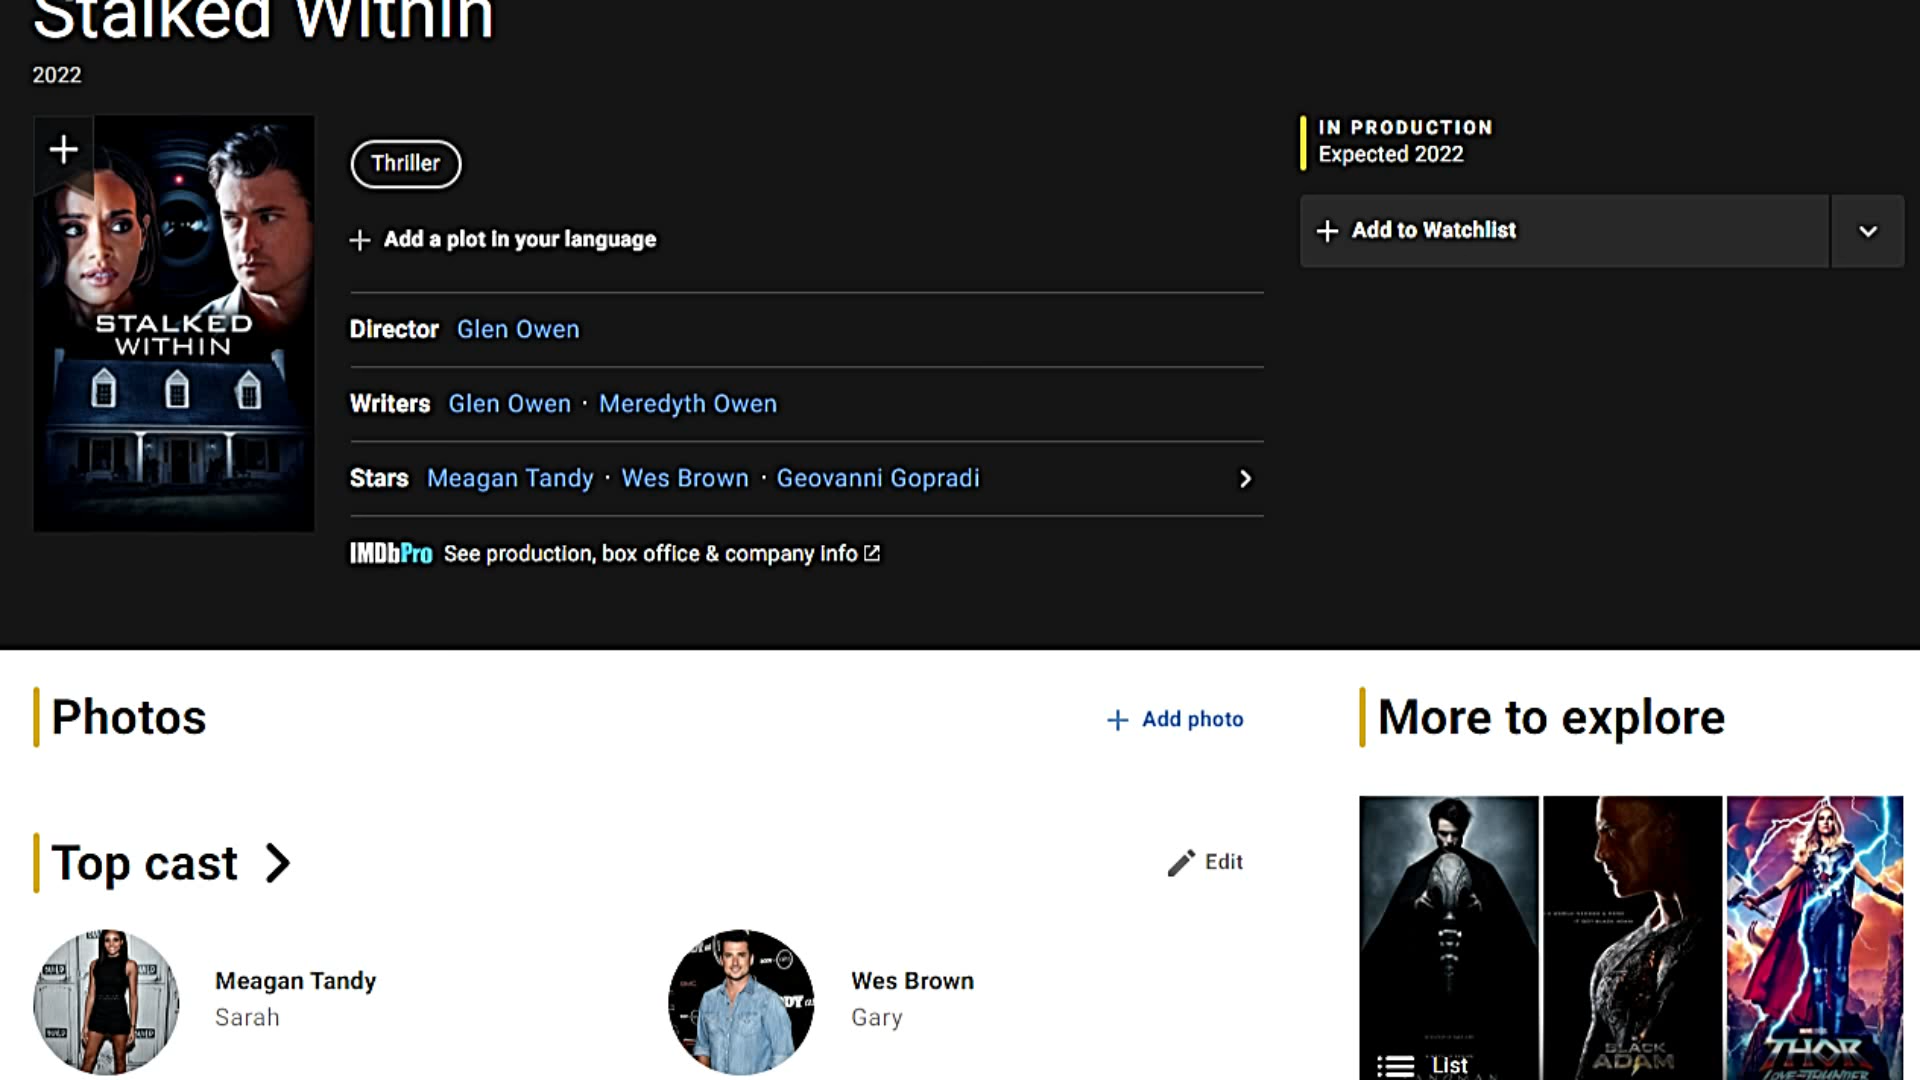 Stalked Within
2022
IN PRODUCTION
Expected 2022
Thriller
Add to Watchlist
Add a plot in your language
STALKED
WITHIN
Director Glen Owen
Writers Glen Owen · Meredyth Owen
Stars Meagan Tandy · Wes Brown · Geovanni Gopradi
IMDbPro See production, box office & company info
Photos
Add photo
More to explore
Top cast
Edit
Meagan Tandy
Sarah
Wes Brown
Gary
BLACK
ADAM
THOR
LOVE AND THUNDER
List